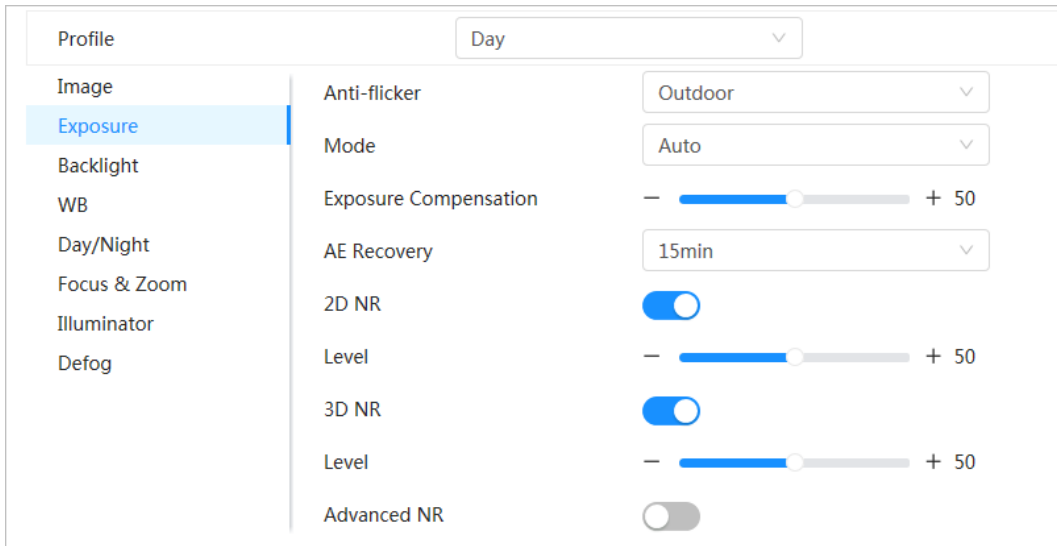 Profile Day
Image
Exposure
Backlight
WB
Day/Night
Focus & Zoom
Illuminator
Defog
Anti-flicker Outdoor
Mode Auto
Exposure Compensation − + 50
AE Recovery 15min
2D NR
Level − + 50
3D NR
Level − + 50
Advanced NR